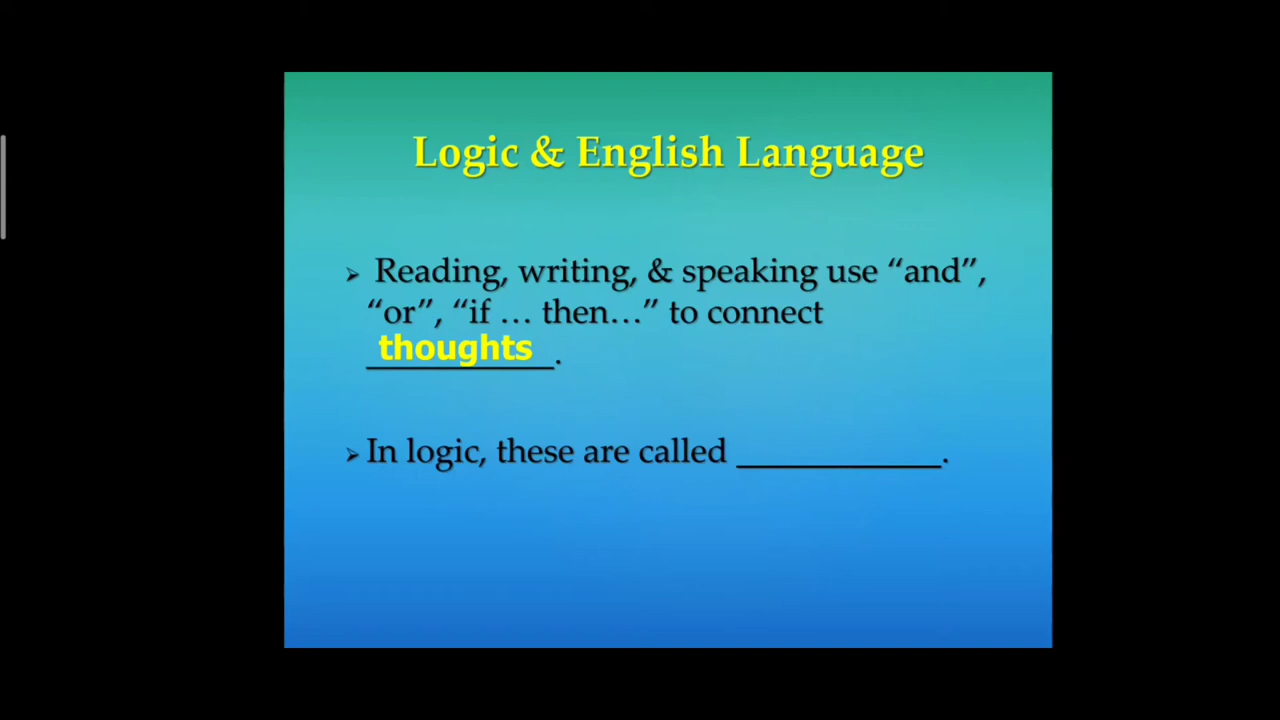 Logic & English Language
➢ Reading, writing, & speaking use “and”,
“or”, “if … then…” to connect
thoughts.
➢ In logic, these are called ____________.